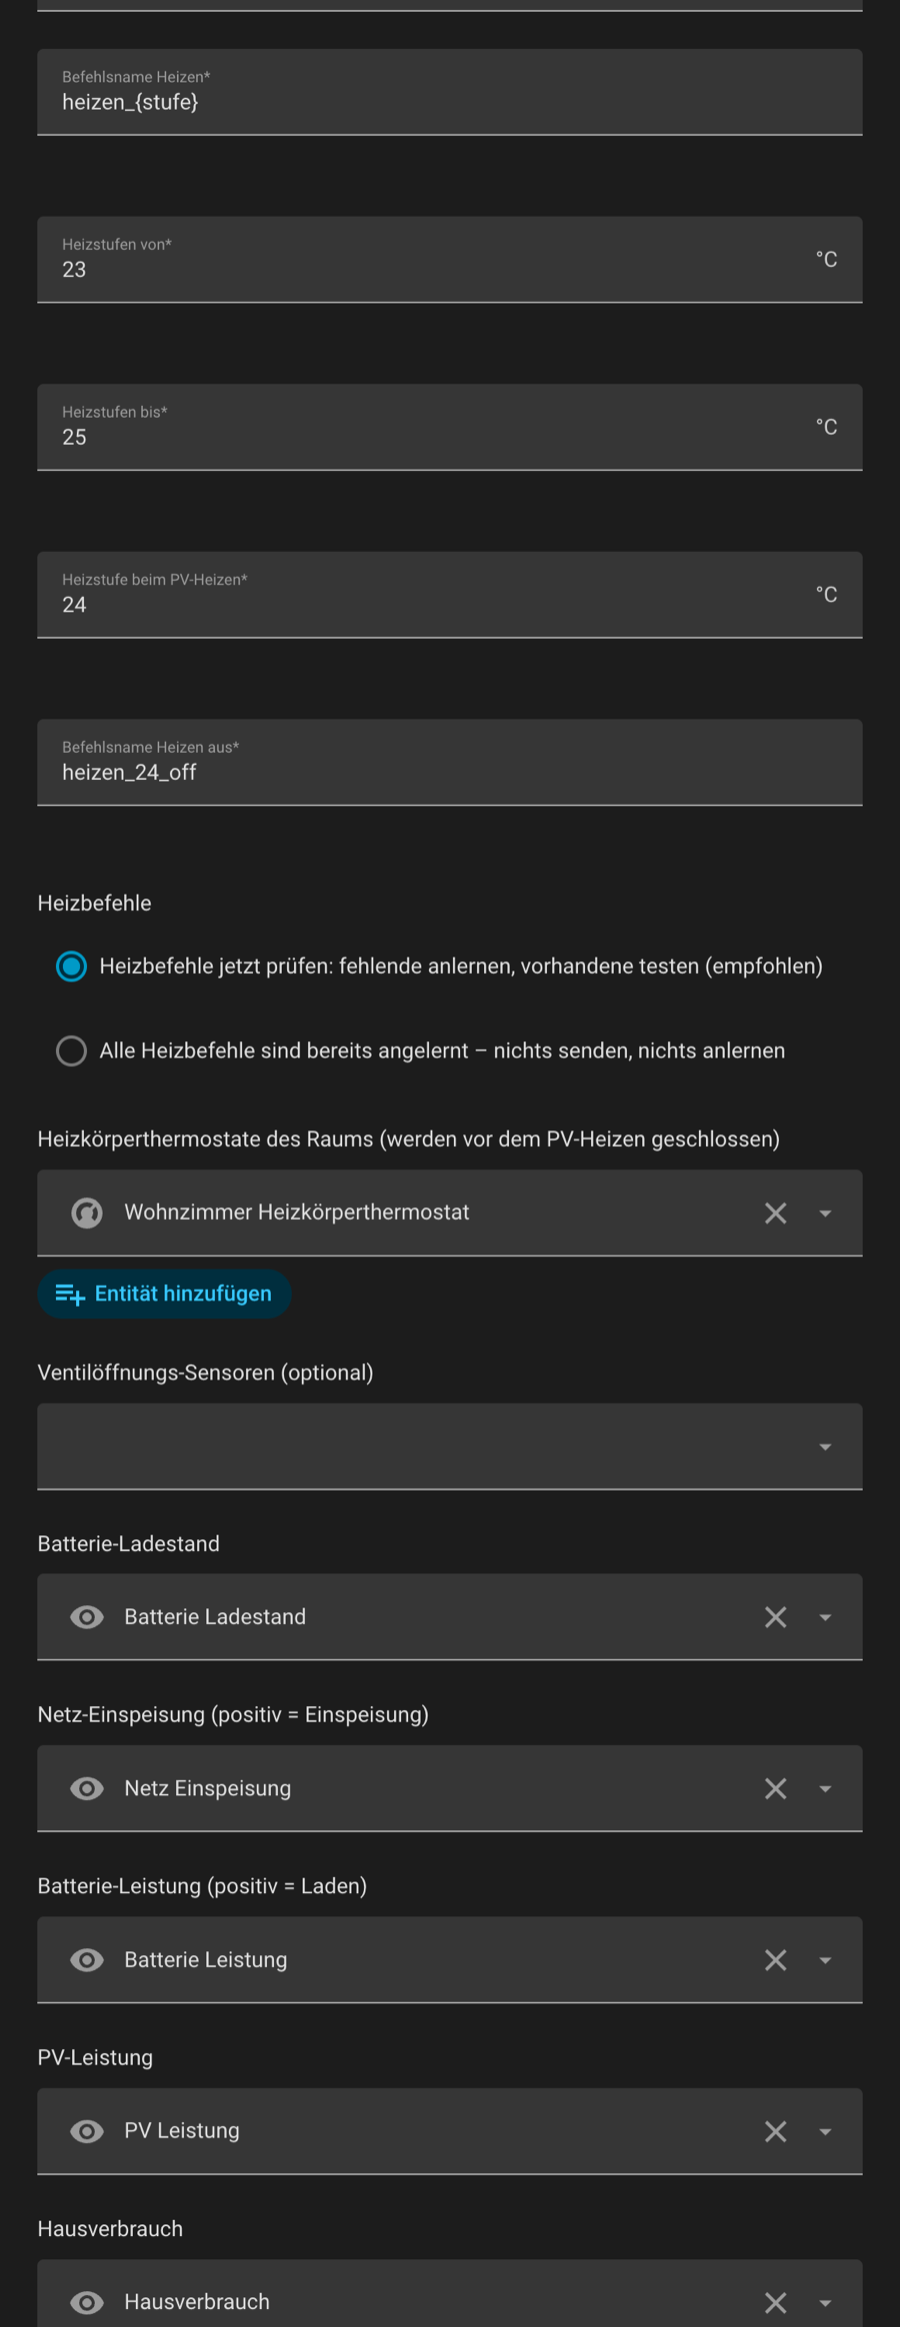 Befehlsname Heizen*
heizen_{stufe}
Heizstufen von*
23
°C
Heizstufen bis*
25
°C
Heizstufe beim PV-Heizen*
24
°C
Befehlsname Heizen aus*
heizen_24_off
Heizbefehle
Heizbefehle jetzt prüfen: fehlende anlernen, vorhandene testen (empfohlen)
Alle Heizbefehle sind bereits angelernt – nichts senden, nichts anlernen
Heizkörperthermostate des Raums (werden vor dem PV-Heizen geschlossen)
Wohnzimmer Heizkörperthermostat
Entität hinzufügen
Ventilöffnungs-Sensoren (optional)
Batterie-Ladestand
Batterie Ladestand
Netz-Einspeisung (positiv = Einspeisung)
Netz Einspeisung
Batterie-Leistung (positiv = Laden)
Batterie Leistung
PV-Leistung
PV Leistung
Hausverbrauch
Hausverbrauch